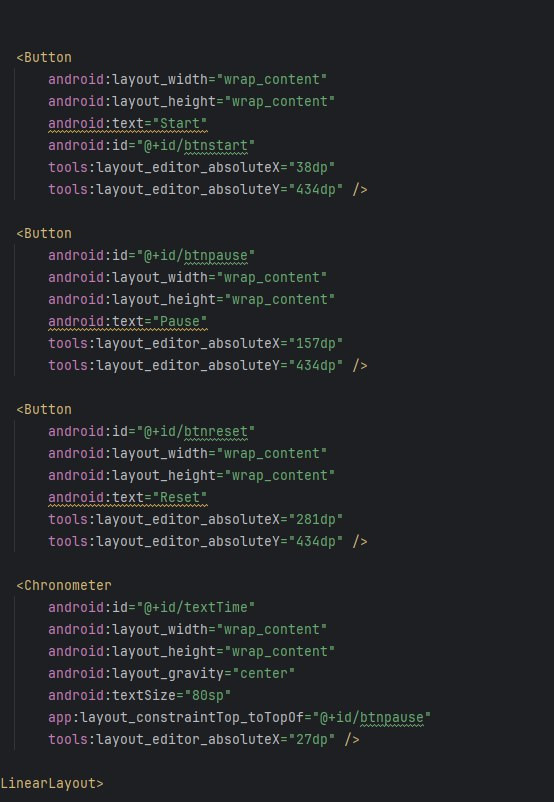 <Button
android:layout_width="wrap_content"
android:layout_height="wrap_content"
android:text="Start"
android:id="@+id/btnstart"
tools:layout_editor_absoluteX="38dp"
tools:layout_editor_absoluteY="434dp" />
<Button
android:id="@+id/btnpause"
android:layout_width="wrap_content"
android:layout_height="wrap_content"
android:text="Pause"
tools:layout_editor_absoluteX="157dp"
tools:layout_editor_absoluteY="434dp" />
<Button
android:id="@+id/btnreset"
android:layout_width="wrap_content"
android:layout_height="wrap_content"
android:text="Reset"
tools:layout_editor_absoluteX="281dp"
tools:layout_editor_absoluteY="434dp" />
<Chronometer
android:id="@+id/textTime"
android:layout_width="wrap_content"
android:layout_height="wrap_content"
android:layout_gravity="center"
android:textSize="80sp"
app:layout_constraintTop_toTopOf="@+id/btnpause"
tools:layout_editor_absoluteX="27dp" />
LinearLayout>